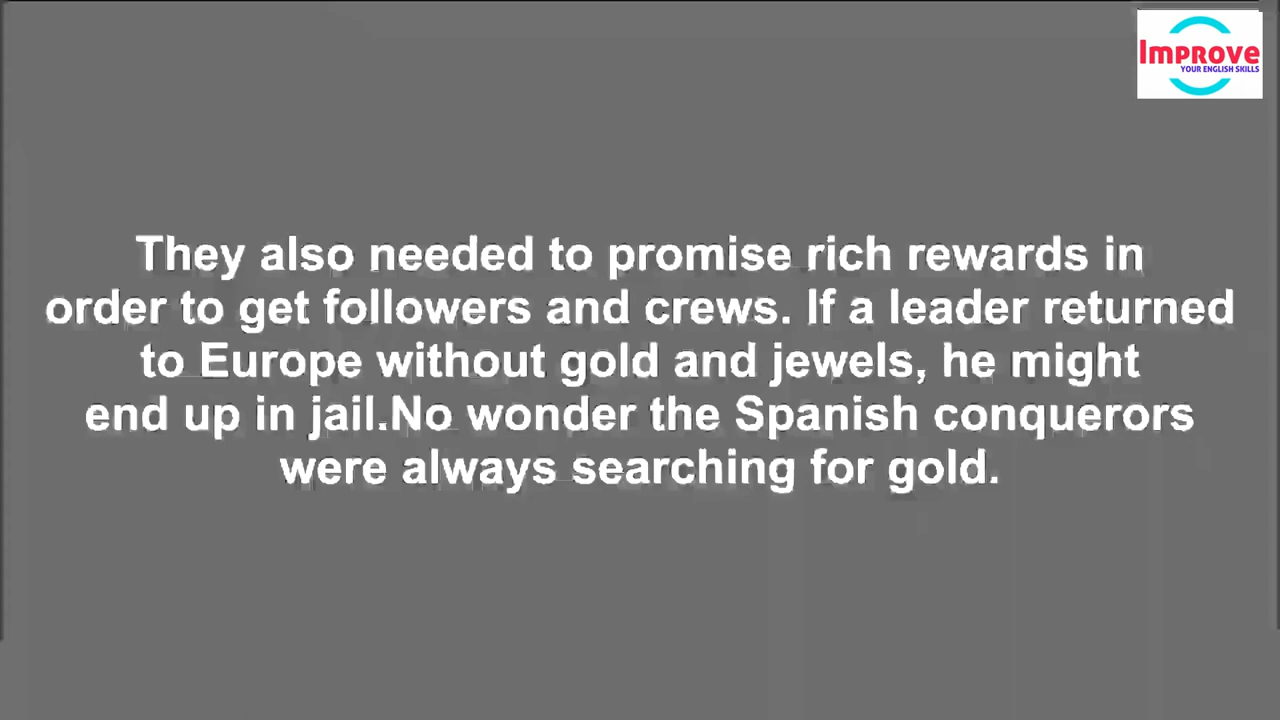 Improve
YOUR ENGLISH SKILLS
They also needed to promise rich rewards in
order to get followers and crews. If a leader returned
to Europe without gold and jewels, he might
end up in jail.No wonder the Spanish conquerors
were always searching for gold.